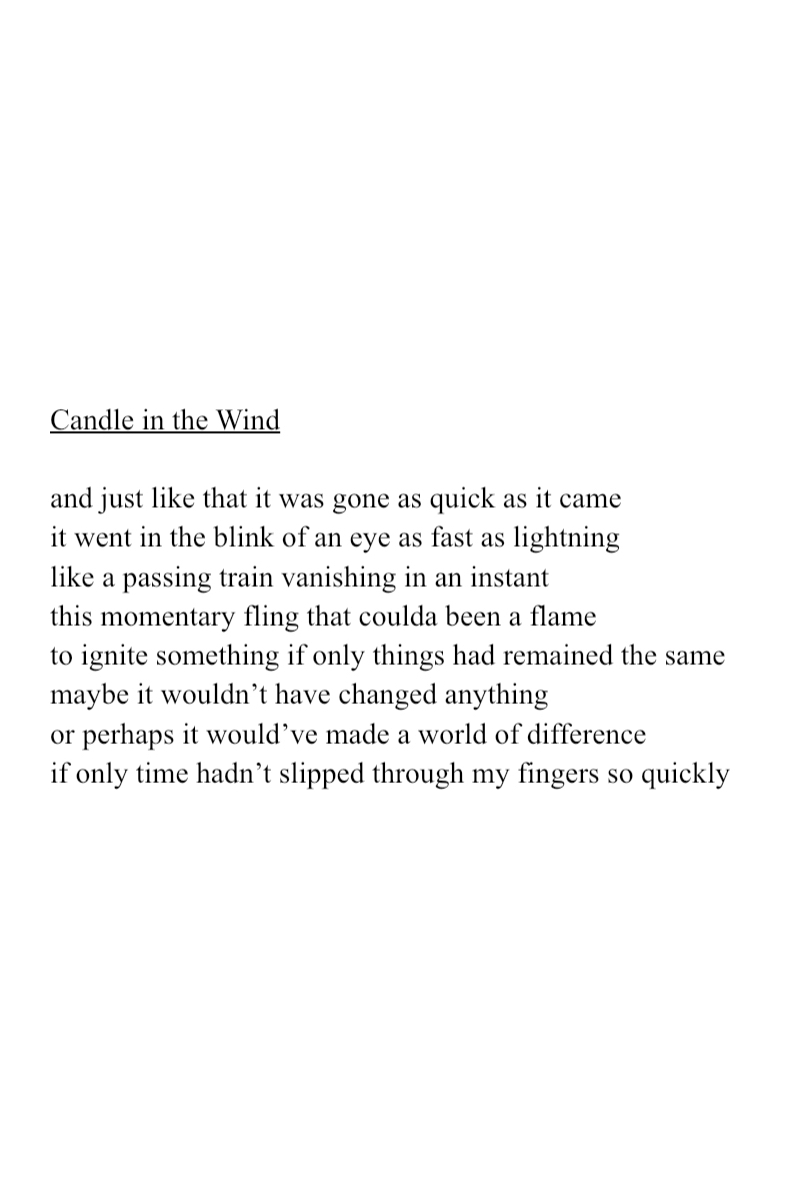 Candle in the Wind
and just like that it was gone as quick as it came
it went in the blink of an eye as fast as lightning
like a passing train vanishing in an instant
this momentary fling that coulda been a flame
to ignite something if only things had remained the same
maybe it wouldn’t have changed anything
or perhaps it would’ve made a world of difference
if only time hadn’t slipped through my fingers so quickly